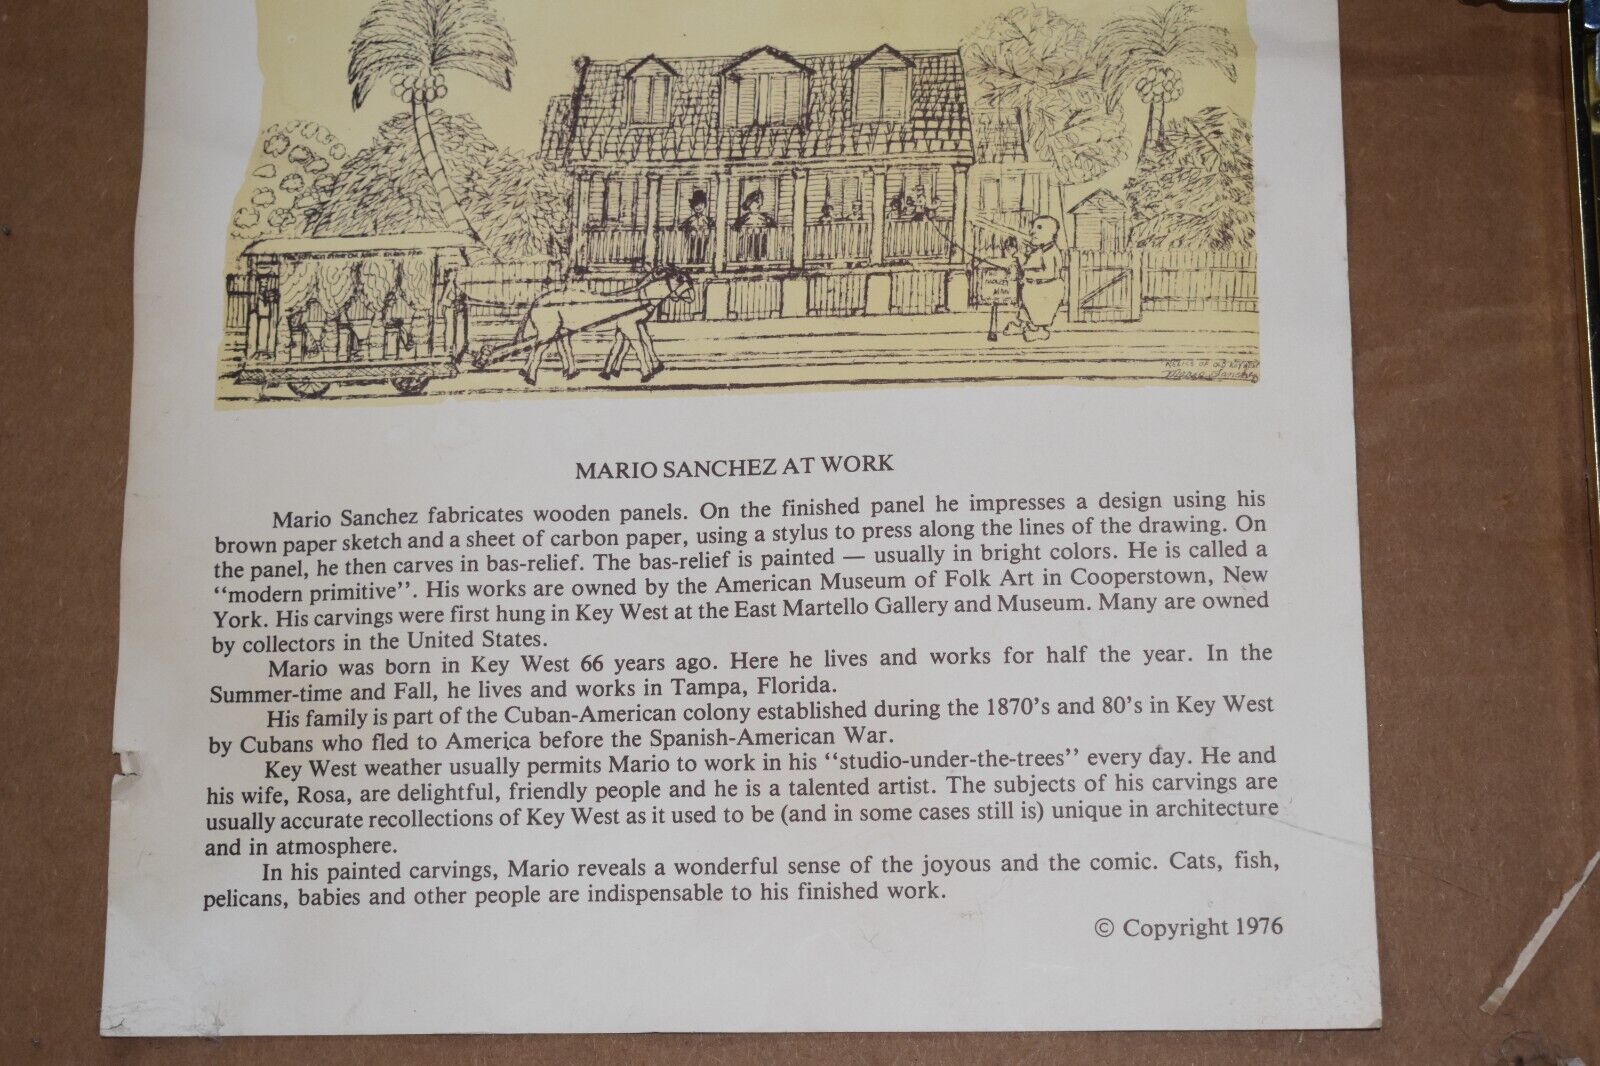 MONKEY
MAN
RELICS OF OLD KEY WEST
Mario Sanchez
MARIO SANCHEZ AT WORK
Mario Sanchez fabricates wooden panels. On the finished panel he impresses a design using his
brown paper sketch and a sheet of carbon paper, using a stylus to press along the lines of the drawing. On
the panel, he then carves in bas-relief. The bas-relief is painted — usually in bright colors. He is called a
“modern primitive”. His works are owned by the American Museum of Folk Art in Cooperstown, New
York. His carvings were first hung in Key West at the East Martello Gallery and Museum. Many are owned
by collectors in the United States.
Mario was born in Key West 66 years ago. Here he lives and works for half the year. In the
Summer-time and Fall, he lives and works in Tampa, Florida.
His family is part of the Cuban-American colony established during the 1870’s and 80’s in Key West
by Cubans who fled to America before the Spanish-American War.
Key West weather usually permits Mario to work in his “studio-under-the-trees” every day. He and
his wife, Rosa, are delightful, friendly people and he is a talented artist. The subjects of his carvings are
usually accurate recollections of Key West as it used to be (and in some cases still is) unique in architecture
and in atmosphere.
In his painted carvings, Mario reveals a wonderful sense of the joyous and the comic. Cats, fish,
pelicans, babies and other people are indispensable to his finished work.
© Copyright 1976